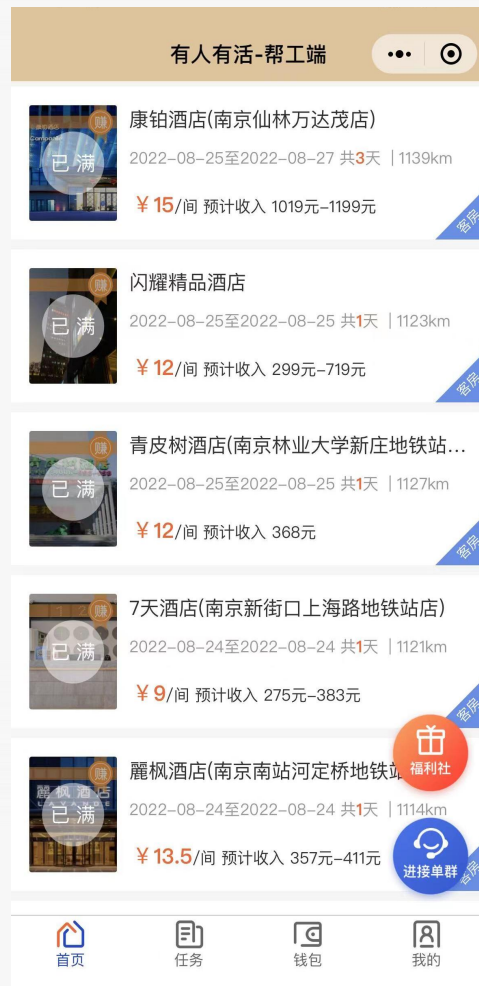 有人有活-帮工端
赚
已满
康铂酒店(南京仙林万达茂店)
2022-08-25至2022-08-27 共3天 | 1139km
￥15/间 预计收入 1019元-1199元
客房
赚
已满
闪耀精品酒店
2022-08-25至2022-08-25 共1天 | 1123km
￥12/间 预计收入 299元-719元
客房
赚
已满
青皮树酒店(南京林业大学新庄地铁站...
2022-08-25至2022-08-25 共1天 | 1127km
￥12/间 预计收入 368元
客房
赚
已满
7天酒店(南京新街口上海路地铁站店)
2022-08-24至2022-08-24 共1天 | 1121km
￥9/间 预计收入 275元-383元
客房
福利社
赚
麗枫酒店
LAVANDE
已满
麗枫酒店(南京南站河定桥地铁站
2022-08-24至2022-08-24 共1天 | 1114km
￥13.5/间 预计收入 357元-411元
进接单群
客房
首页
任务
钱包
我的